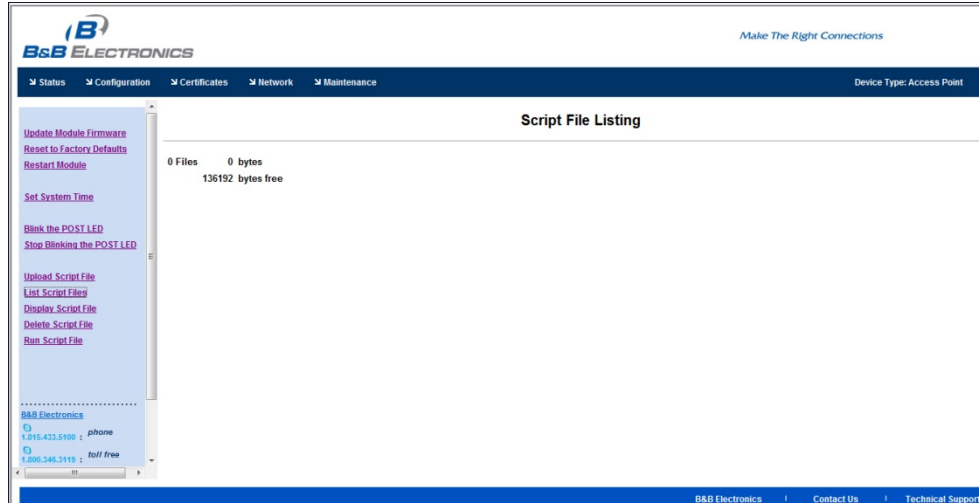 B
B&B ELECTRONICS
Make The Right Connections
Status Configuration Certificates Network Maintenance Device Type: Access Point
Update Module Firmware
Reset to Factory Defaults
Restart Module
Set System Time
Blink the POST LED
Stop Blinking the POST LED
Upload Script File
List Script Files
Display Script File
Delete Script File
Run Script File
B&B Electronics
1.815.433.5100 : phone
1.800.346.3119 : toll free
Script File Listing
0 Files 0 bytes
136192 bytes free
B&B Electronics | Contact Us | Technical Support